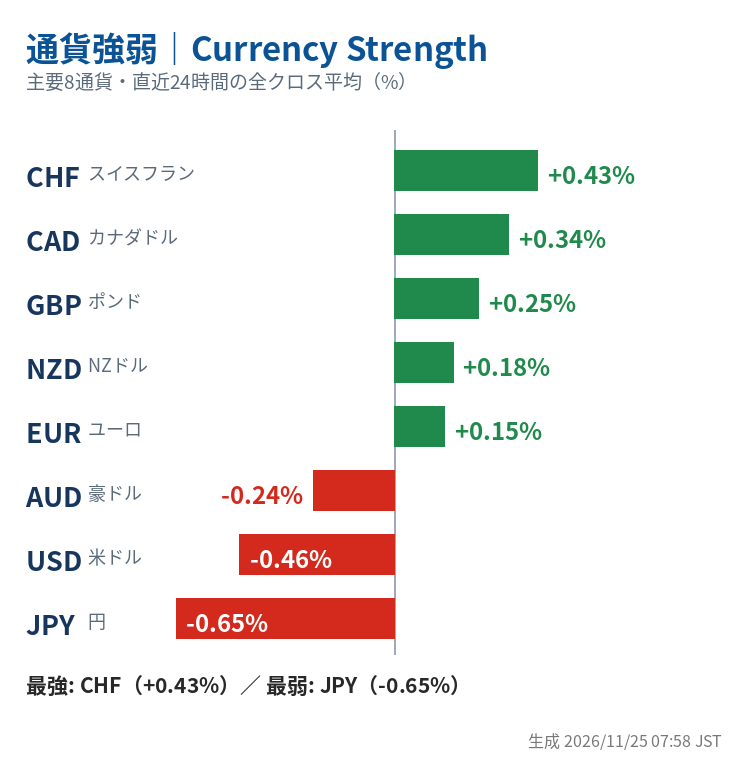 通貨強弱｜Currency Strength
主要8通貨・直近24時間の全クロス平均（%）
CHF スイスフラン +0.43%
CAD カナダドル +0.34%
GBP ポンド +0.25%
NZD NZドル +0.18%
EUR ユーロ +0.15%
AUD 豪ドル -0.24%
USD 米ドル -0.46%
JPY 円 -0.65%
最強: CHF（+0.43%）／ 最弱: JPY（-0.65%）
生成 2026/11/25 07:58 JST